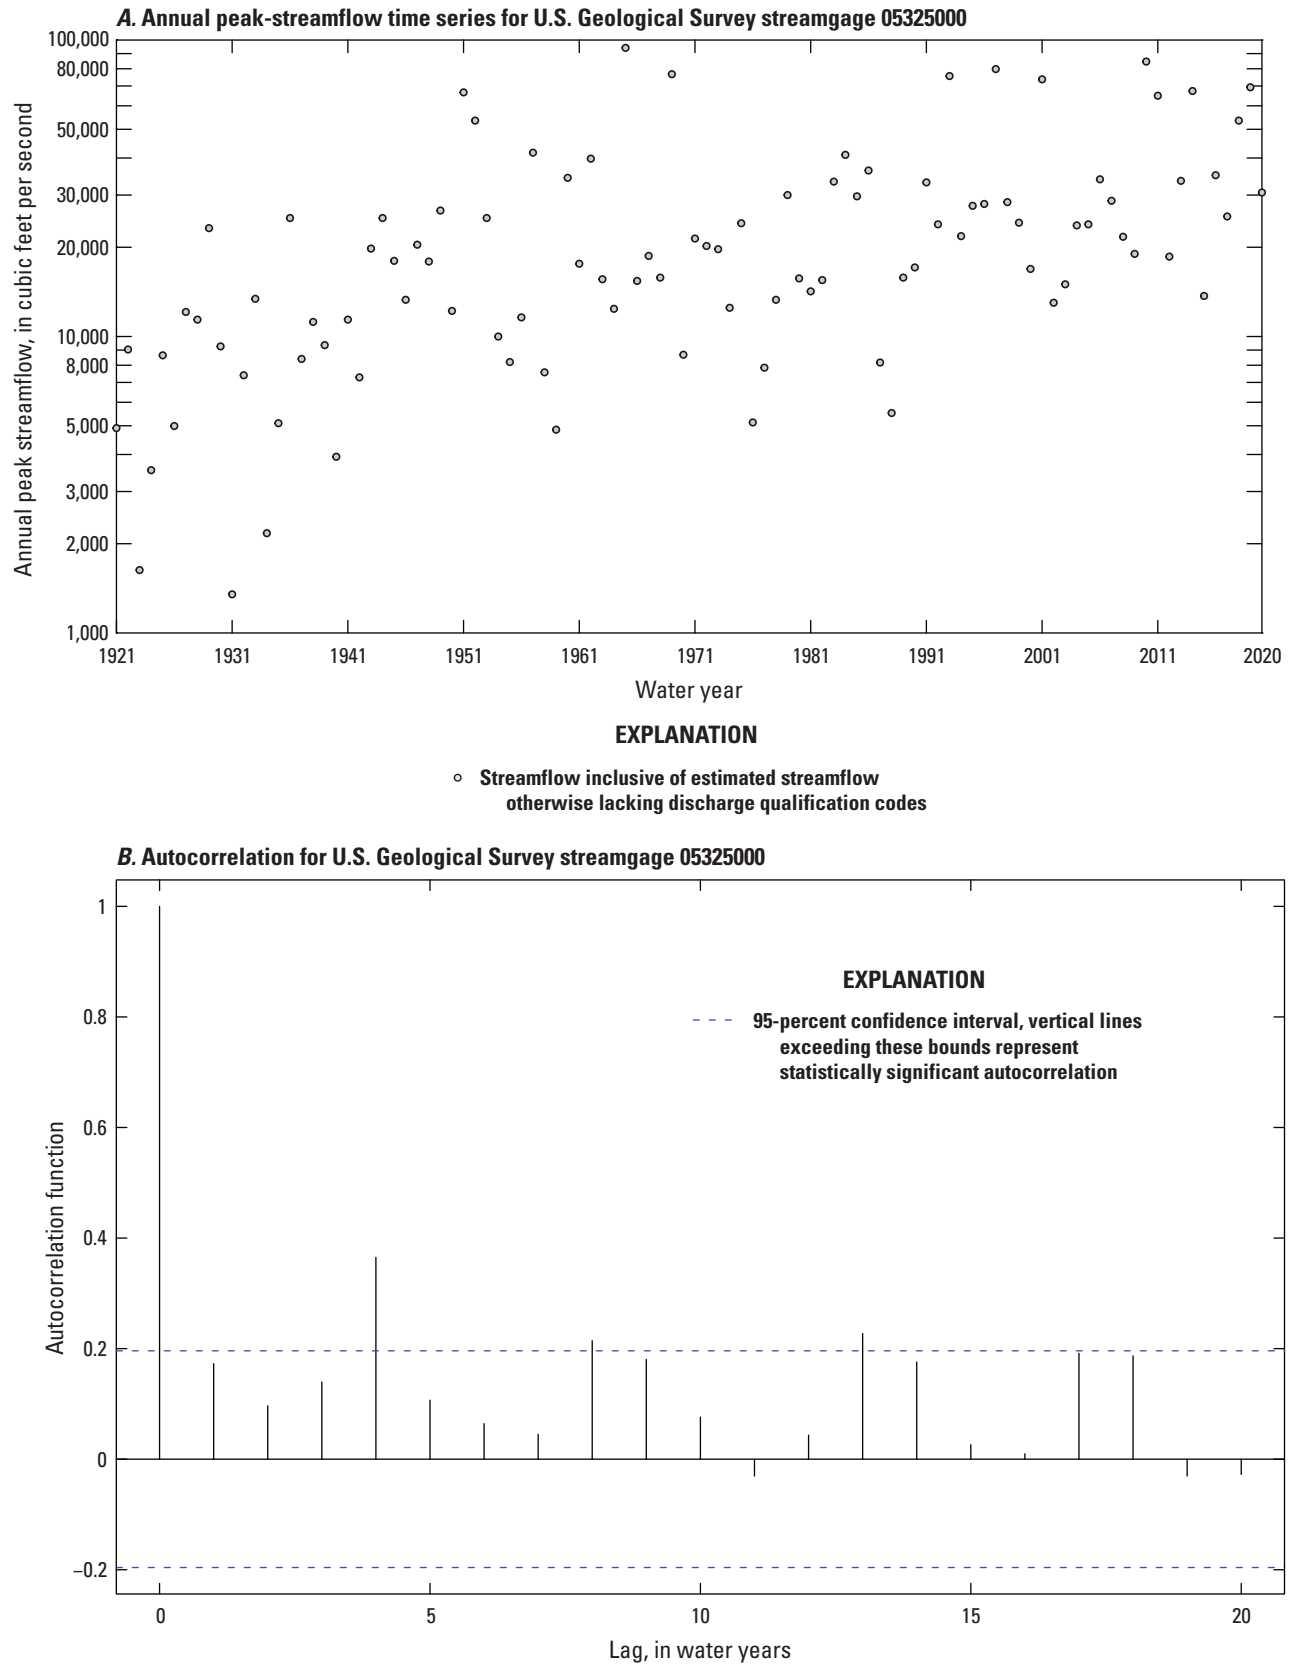 A. Annual peak-streamflow time series for U.S. Geological Survey streamgage 05325000
100,000
80,000
50,000
30,000
20,000
10,000
8,000
5,000
3,000
2,000
1,000
Annual peak streamflow, in cubic feet per second
1921 1931 1941 1951 1961 1971 1981 1991 2001 2011 2020
Water year
EXPLANATION
Streamflow inclusive of estimated streamflow
otherwise lacking discharge qualification codes
B. Autocorrelation for U.S. Geological Survey streamgage 05325000
1
0.8
0.6
0.4
0.2
0
−0.2
Autocorrelation function
EXPLANATION
95-percent confidence interval, vertical lines
exceeding these bounds represent
statistically significant autocorrelation
0 5 10 15 20
Lag, in water years